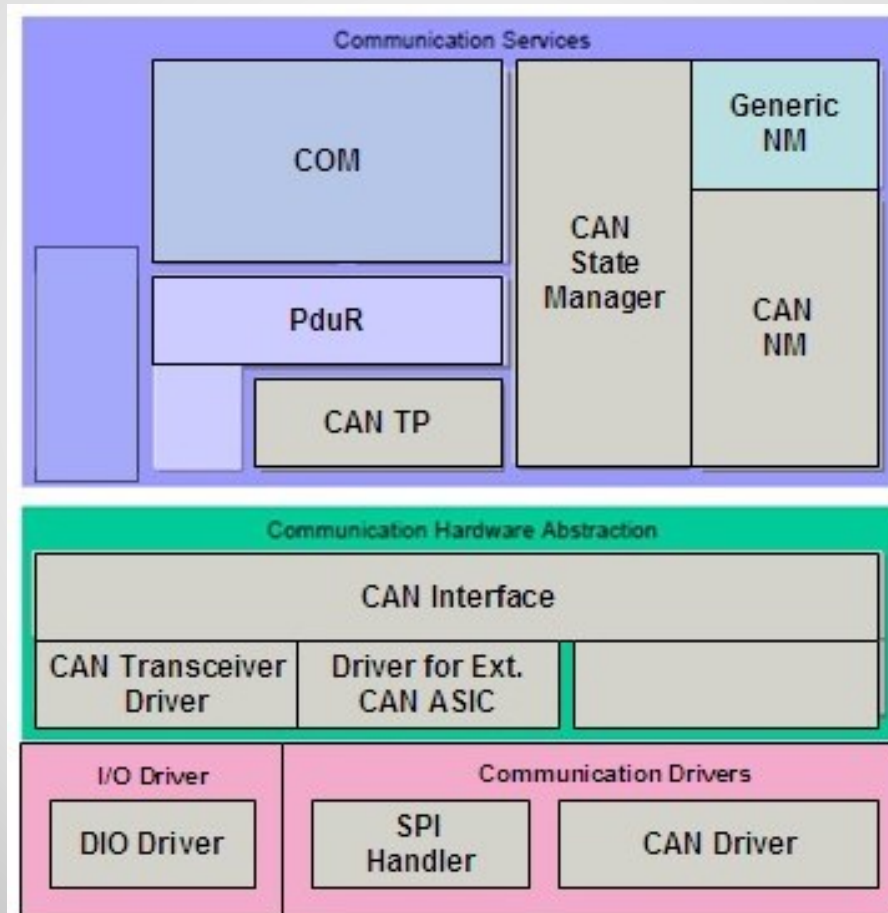 Communication Services
COM
Generic
NM
CAN
State
Manager
PduR
CAN
NM
CAN TP
Communication Hardware Abstraction
CAN Interface
CAN Transceiver
Driver
Driver for Ext.
CAN ASIC
I/O Driver
Communication Drivers
DIO Driver
SPI
Handler
CAN Driver